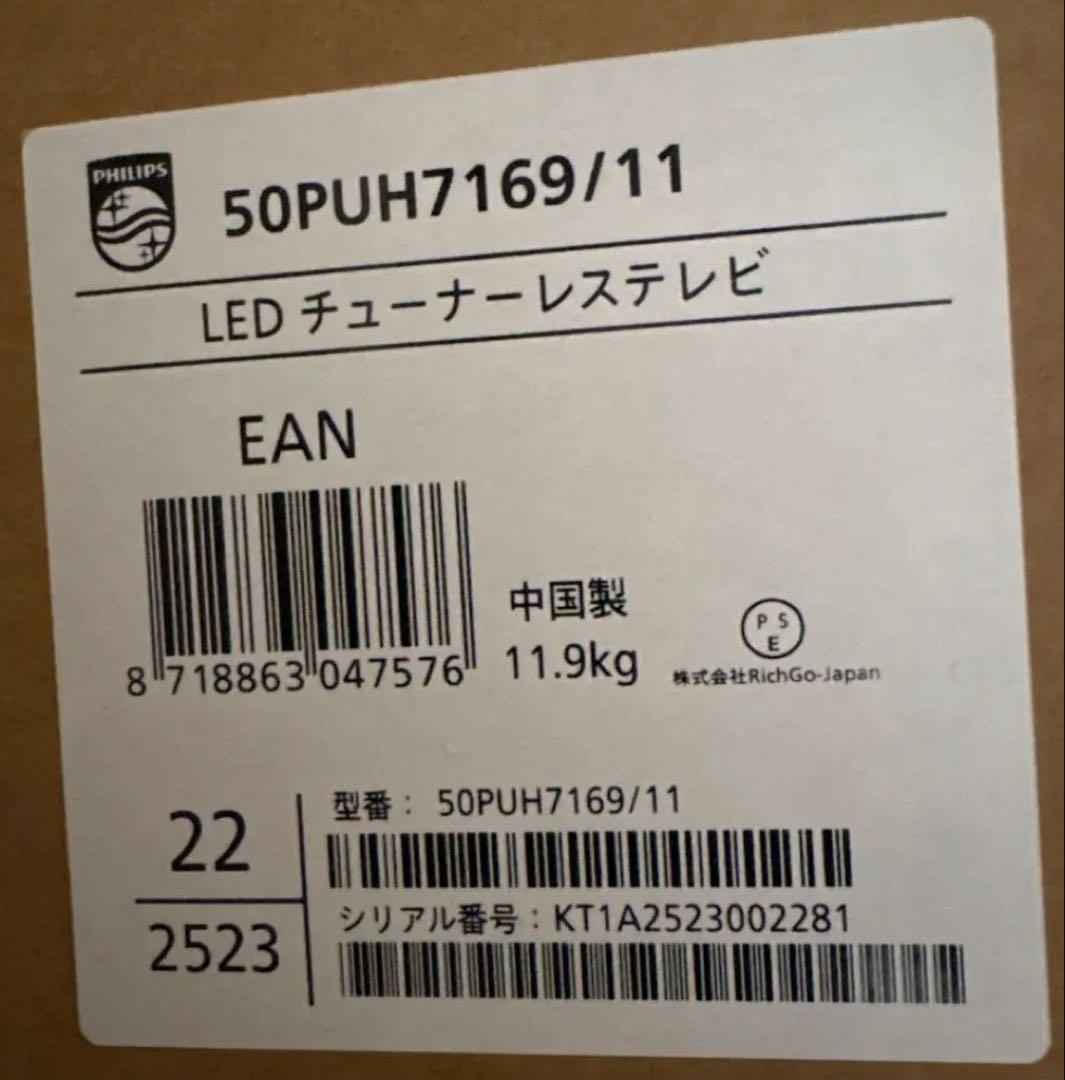 PHILIPS
50PUH7169/11
LED チューナーレステレビ
EAN
8 718863 047576
中国製
11.9kg
P S
E
株式会社RichGo-Japan
22
2523
型番： 50PUH7169/11
シリアル番号：KT1A2523002281